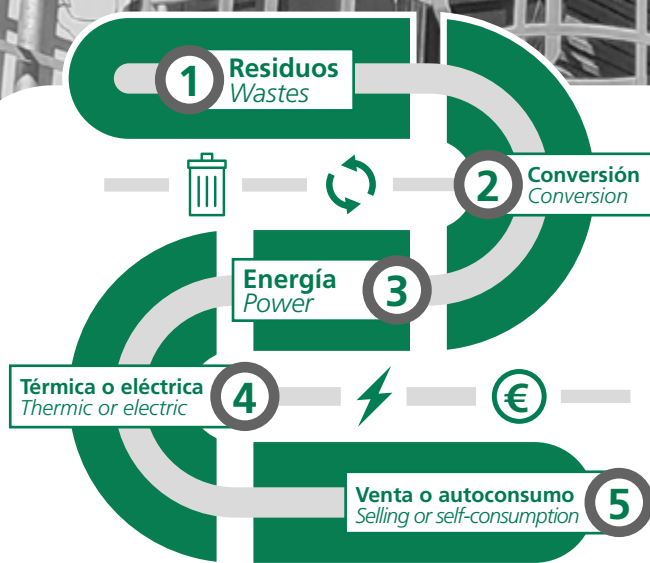 1
Residuos
Wastes
2
Conversión
Conversion
Energía
Power
3
Térmica o eléctrica
Thermic or electric
4
€
Venta o autoconsumo
Selling or self-consumption
5